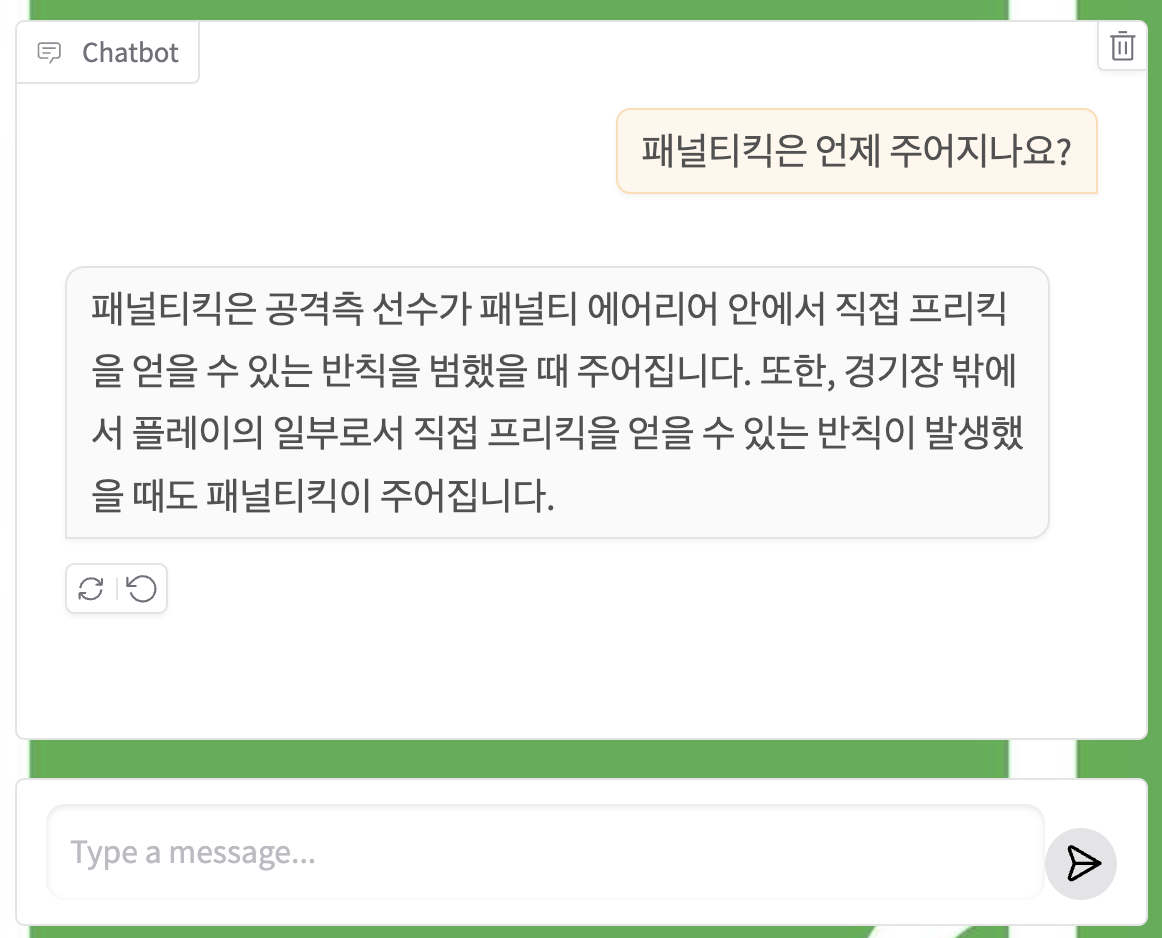 Chatbot
패널티킥은 언제 주어지나요?
패널티킥은 공격측 선수가 패널티 에어리어 안에서 직접 프리킥
을 얻을 수 있는 반칙을 범했을 때 주어집니다. 또한, 경기장 밖에
서 플레이의 일부로서 직접 프리킥을 얻을 수 있는 반칙이 발생했
을 때도 패널티킥이 주어집니다.
Type a message...